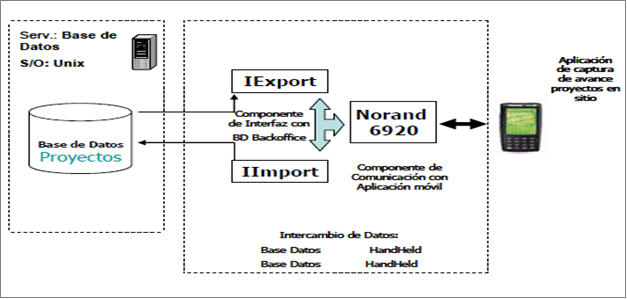 Serv.: Base de
Datos
S/O: Unix
Base de Datos
Proyectos
IExport
Componente
de Interfaz con
BD Backoffice
IImport
Norand
6920
Componente de
Comunicación con
Aplicación móvil
Aplicación
de captura
de avance
proyectos en
sitio
Intercambio de Datos:
Base Datos HandHeld
Base Datos HandHeld